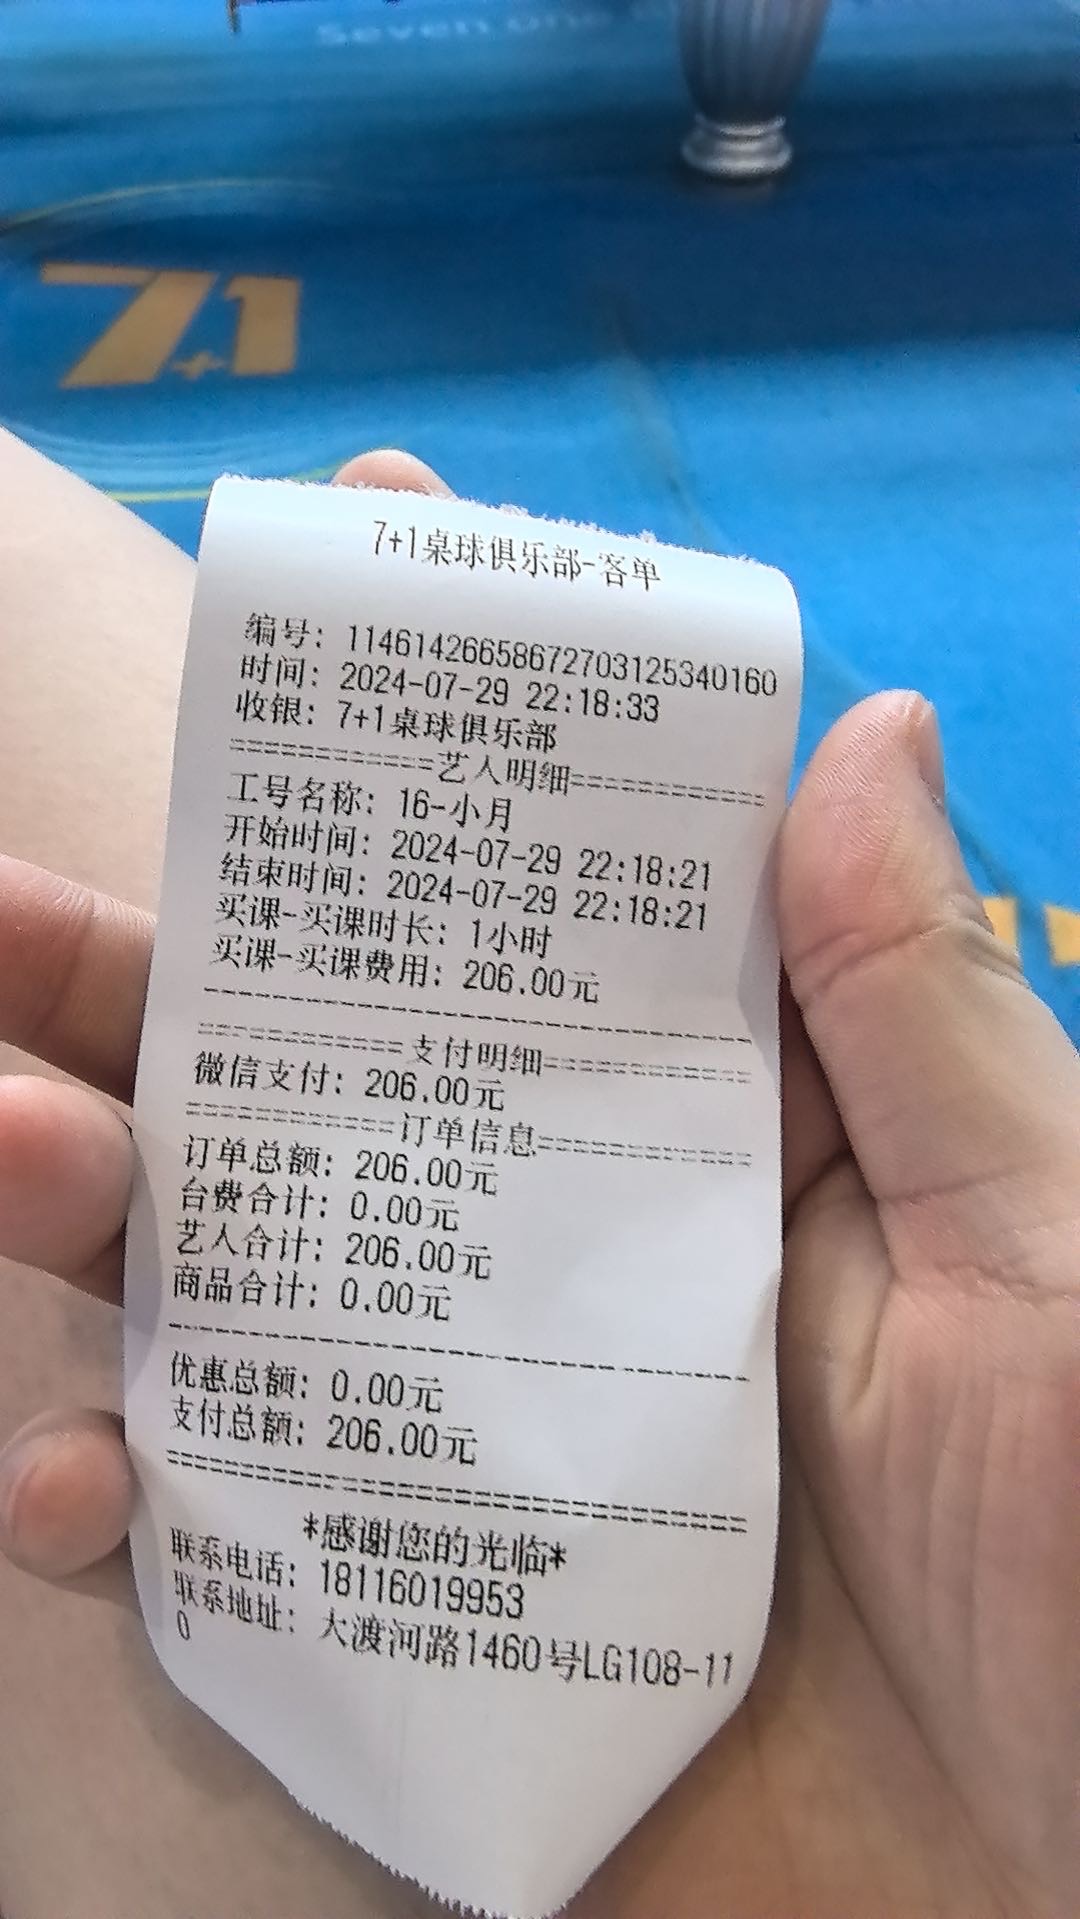 Seven One
7+1
7+1桌球俱乐部-客单
编号: 1146142665867270312534016​0
时间: 2024-07-29 22:18:33
收银: 7+1桌球俱乐部
============艺人明细============
工号名称: 16-小月
开始时间: 2024-07-29 22:18:21
结束时间: 2024-07-29 22:18:21
买课-买课时长: 1小时
买课-买课费用: 206.00元
--------------------------------
============支付明细============
微信支付: 206.00元
============订单信息============
订单总额: 206.00元
台费合计: 0.00元
艺人合计: 206.00元
商品合计: 0.00元
--------------------------------
优惠总额: 0.00元
支付总额: 206.00元
================================
*感谢您的光临*
联系电话: 18116019953
联系地址: 大渡河路1460号LG108-11
0